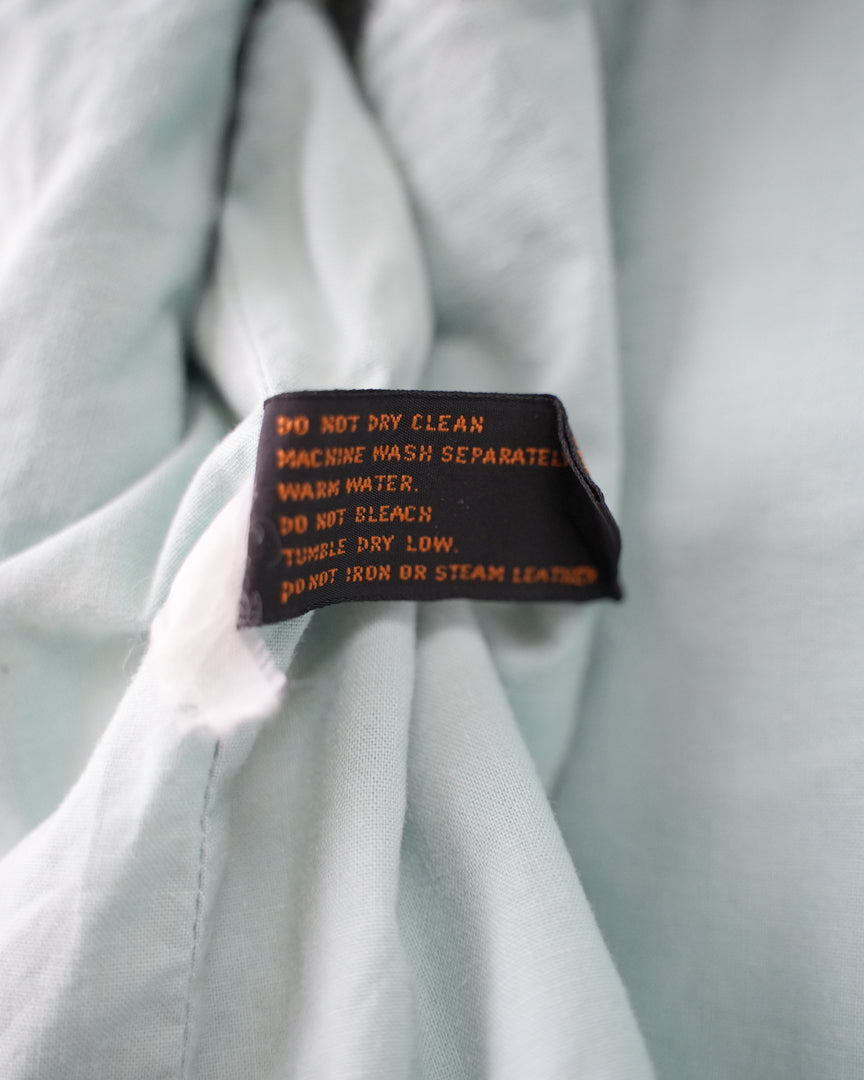 DO NOT DRY CLEAN
MACHINE WASH SEPARATEL
WARM WATER.
DO NOT BLEACH
TUMBLE DRY LOW.
DO NOT IRON OR STEAM LEATHER